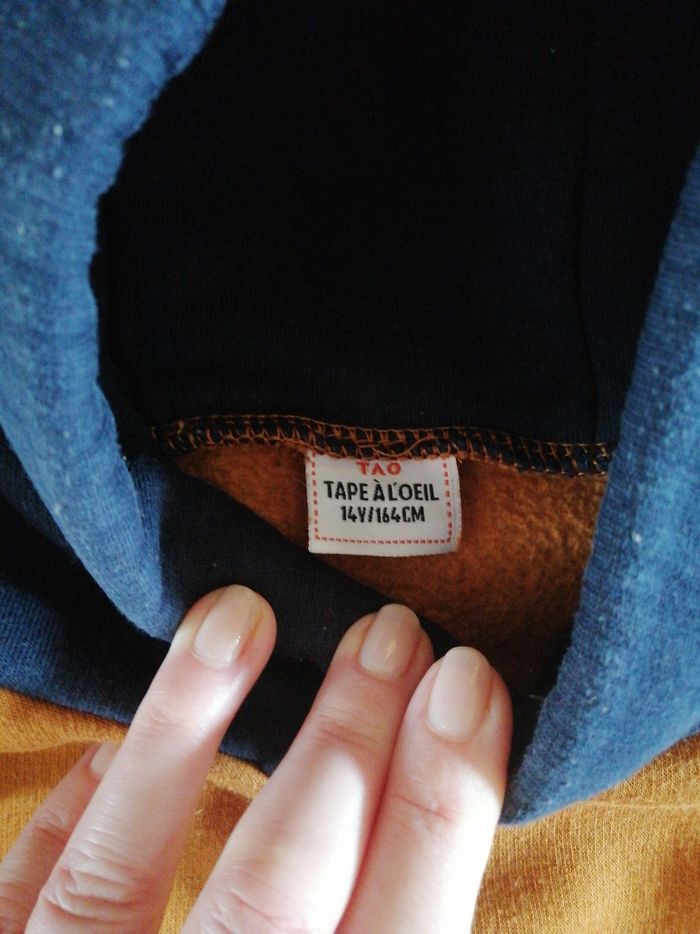 TAO
TAPE À L'OEIL
14Y/164CM